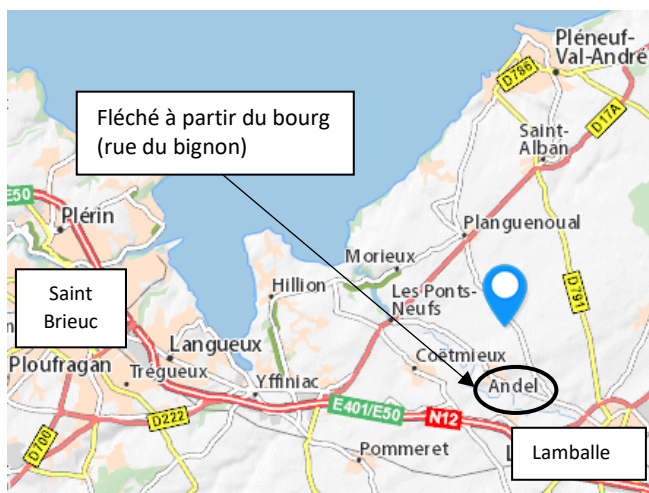 Pléneuf-
Val-André
D786
D17A
Fléché à partir du bourg
(rue du bignon)
Saint-
Alban
E50
Plérin
Planguenoual
Morieux
Hillion
Les Ponts-
Neufs
D791
Saint
Brieuc
Langueux
Ploufragan
Trégueux
Coëtmieux
Yffiniac
Andel
E401/E50
N12
D222
D700
Pommeret
L
Lamballe